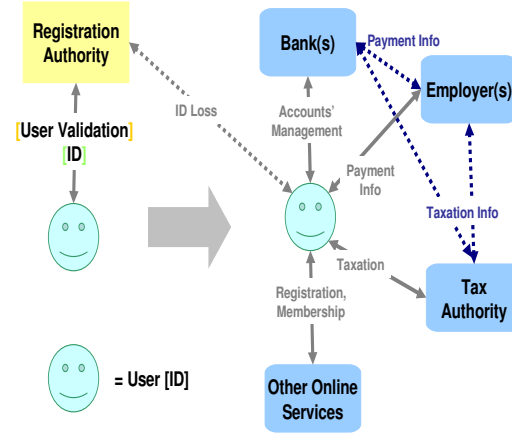 Registration
Authority
Bank(s)
Payment Info
Employer(s)
ID Loss
Accounts'
Management
[User Validation]
[ID]
Payment
Info
Taxation Info
Taxation
Registration,
Membership
Tax
Authority
= User [ID]
Other Online
Services